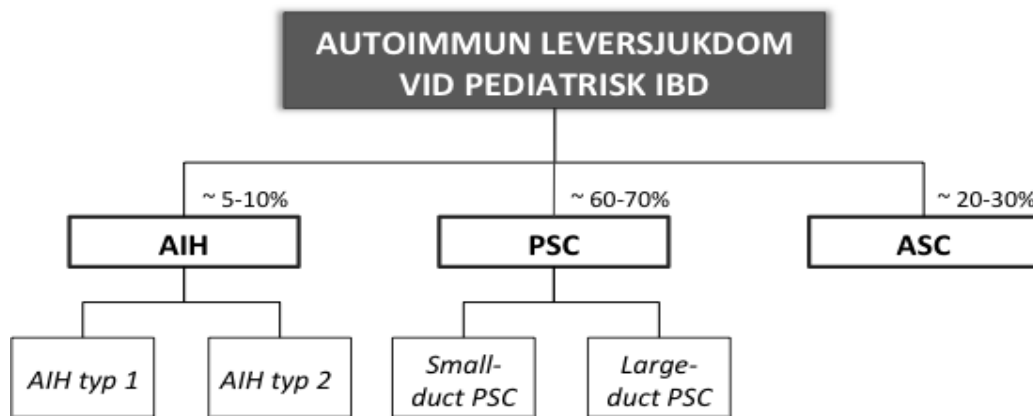 AUTOIMMUN LEVERSJUKDOM
VID PEDIATRISK IBD
~ 5-10%
~ 60-70%
~ 20-30%
AIH
PSC
ASC
AIH typ 1
AIH typ 2
Small-
duct PSC
Large-
duct PSC